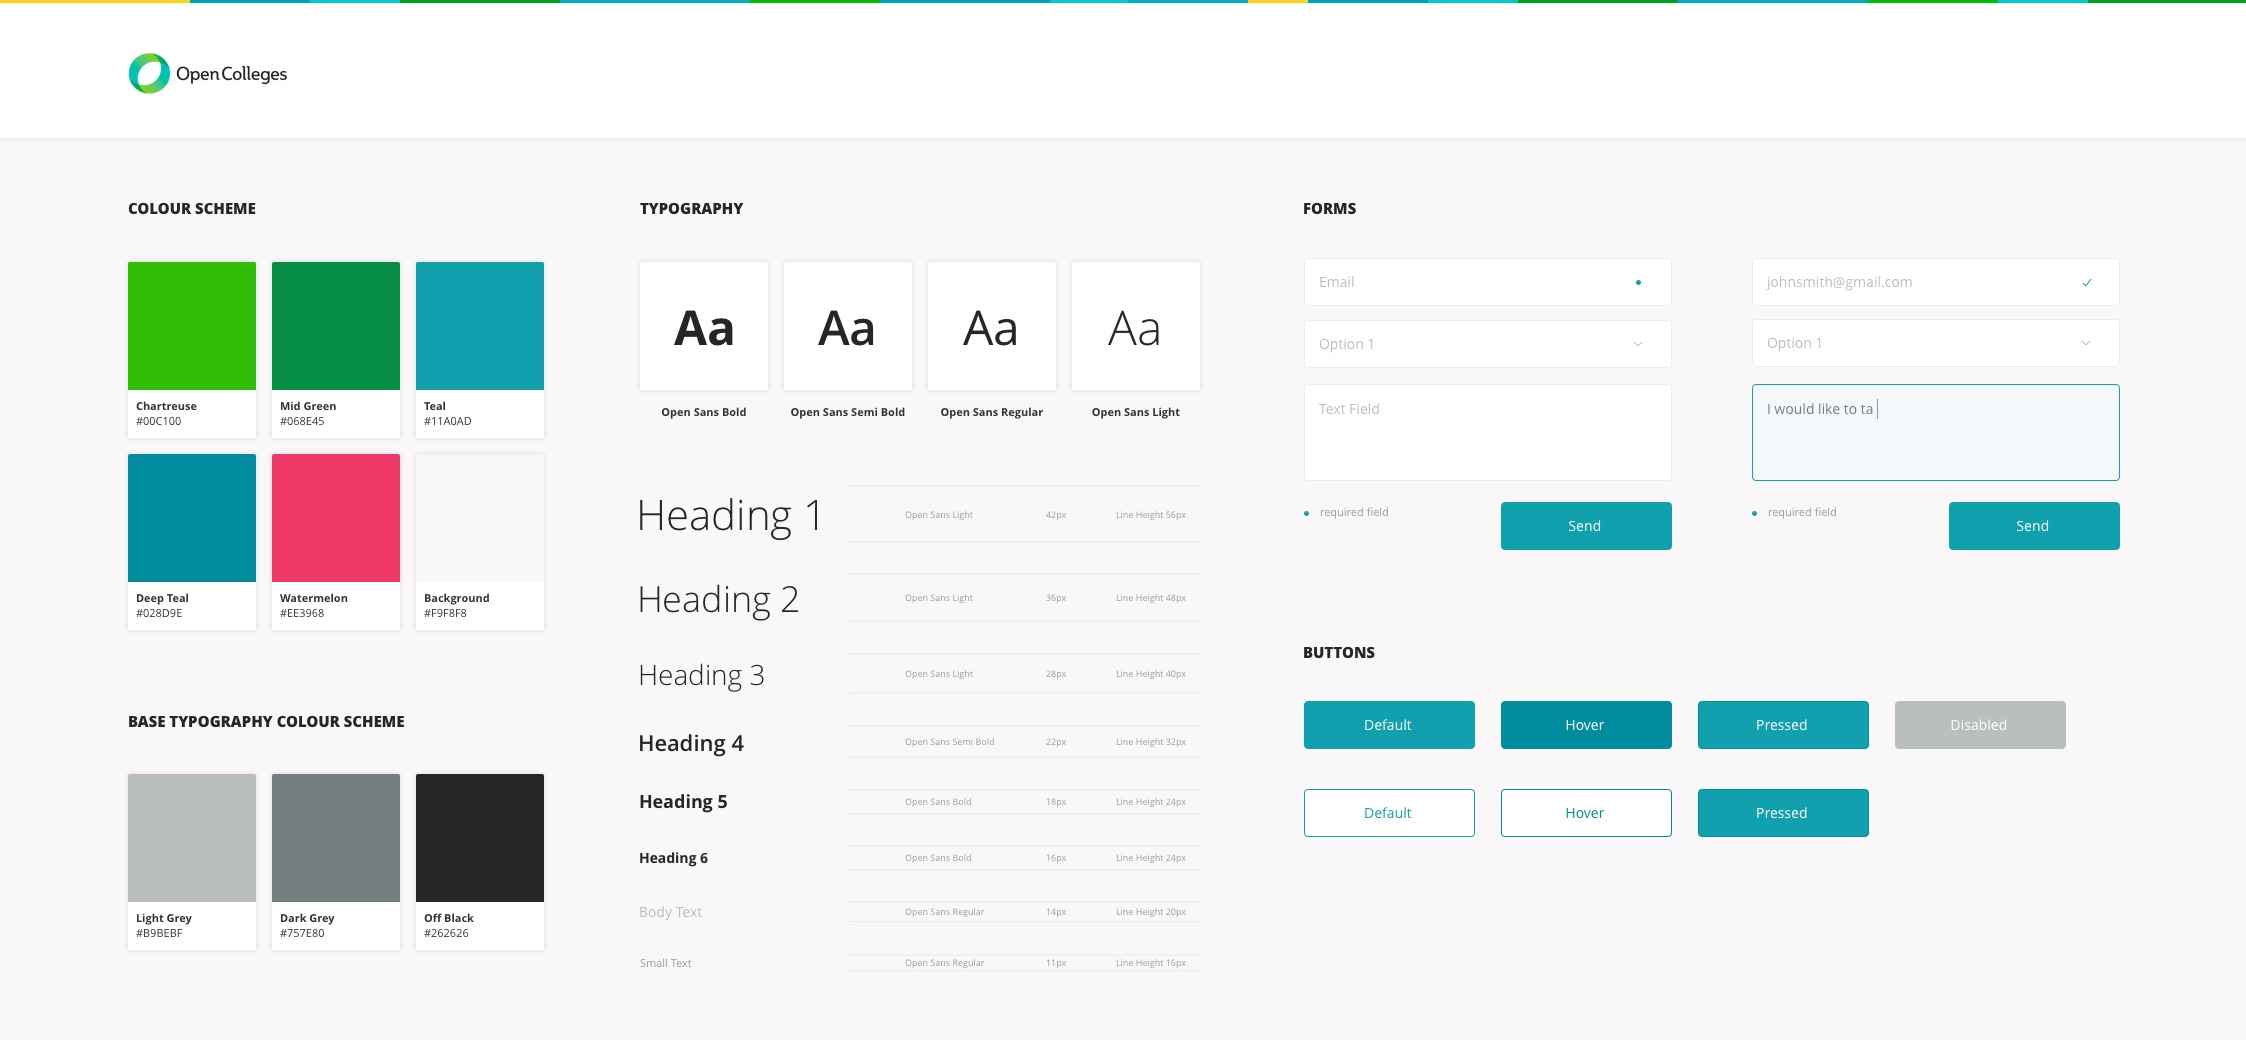 Open Colleges
COLOUR SCHEME
Chartreuse
#00C100
Mid Green
#068E45
Teal
#11A0AD
Deep Teal
#028D9E
Watermelon
#EE3968
Background
#F9F8F8
BASE TYPOGRAPHY COLOUR SCHEME
Light Grey
#B9BEBF
Dark Grey
#757E80
Off Black
#262626
TYPOGRAPHY
Aa
Open Sans Bold
Aa
Open Sans Semi Bold
Aa
Open Sans Regular
Aa
Open Sans Light
Heading 1 Open Sans Light 42px Line Height 56px
Heading 2 Open Sans Light 36px Line Height 48px
Heading 3 Open Sans Light 28px Line Height 40px
Heading 4 Open Sans Semi Bold 22px Line Height 32px
Heading 5 Open Sans Bold 18px Line Height 24px
Heading 6 Open Sans Bold 16px Line Height 24px
Body Text Open Sans Regular 14px Line Height 20px
Small Text Open Sans Regular 11px Line Height 16px
FORMS
Email
Option 1
Text Field
required field
Send
johnsmith@gmail.com
Option 1
I would like to ta
required field
Send
BUTTONS
Default
Hover
Pressed
Disabled
Default
Hover
Pressed